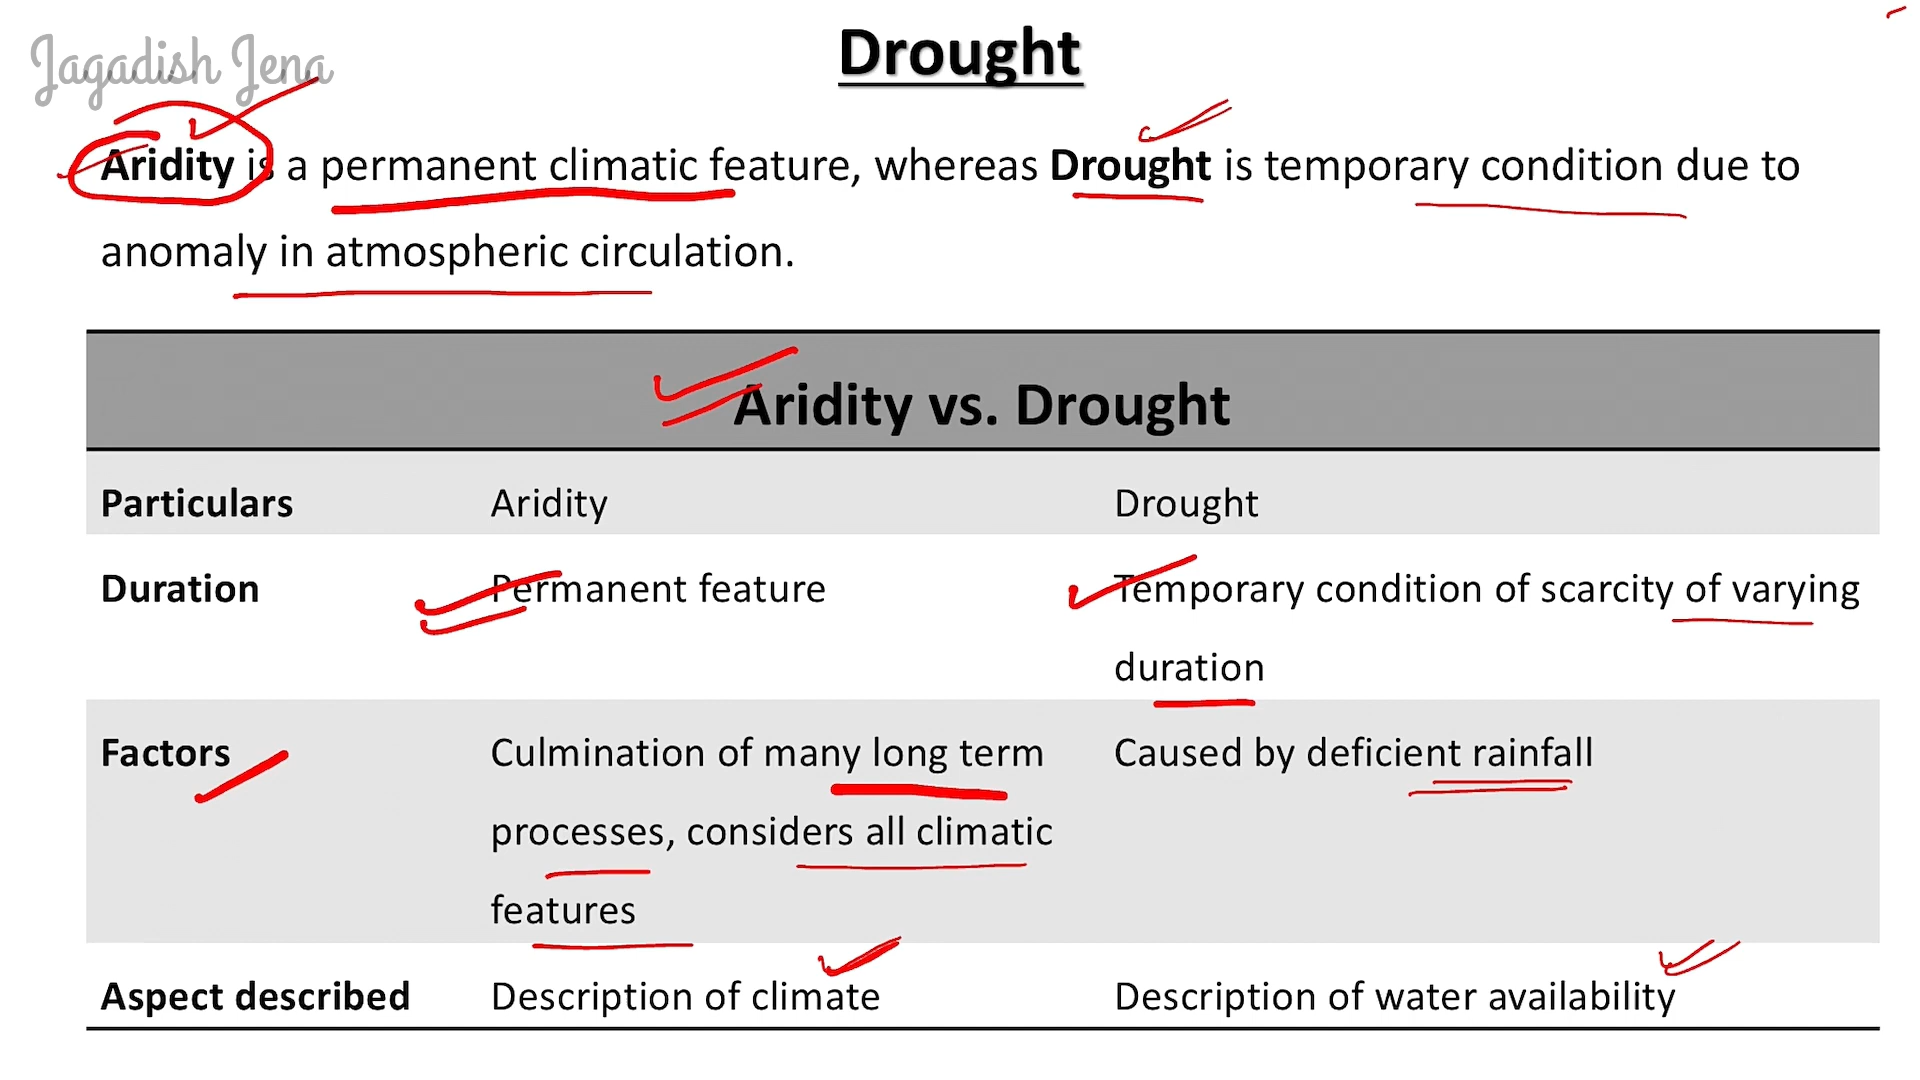 Jagadish Jena
Drought
Aridity is a permanent climatic feature, whereas Drought is temporary condition due to
anomaly in atmospheric circulation.
Aridity vs. Drought
Particulars Aridity Drought
Duration Permanent feature Temporary condition of scarcity of varying
duration
Factors Culmination of many long term Caused by deficient rainfall
processes, considers all climatic
features
Aspect described Description of climate Description of water availability